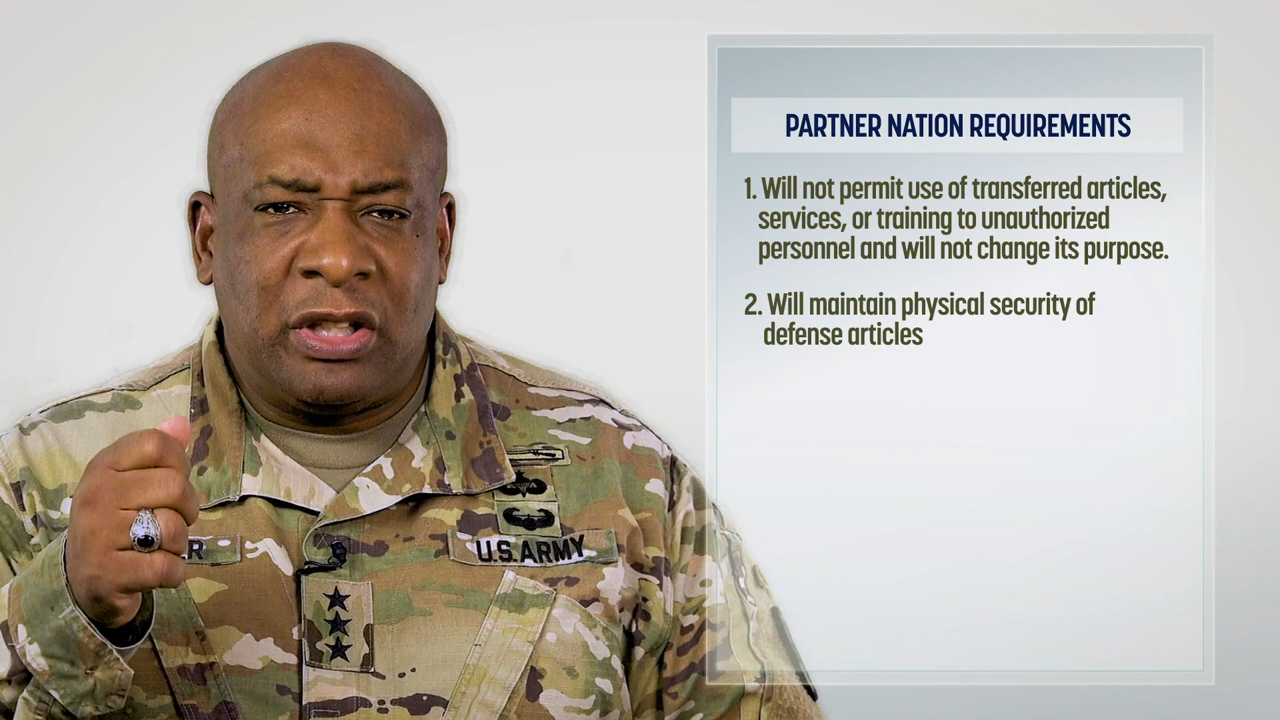 PARTNER NATION REQUIREMENTS
1. Will not permit use of transferred articles,
services, or training to unauthorized
personnel and will not change its purpose.
2. Will maintain physical security of
defense articles
R
U.S. ARMY